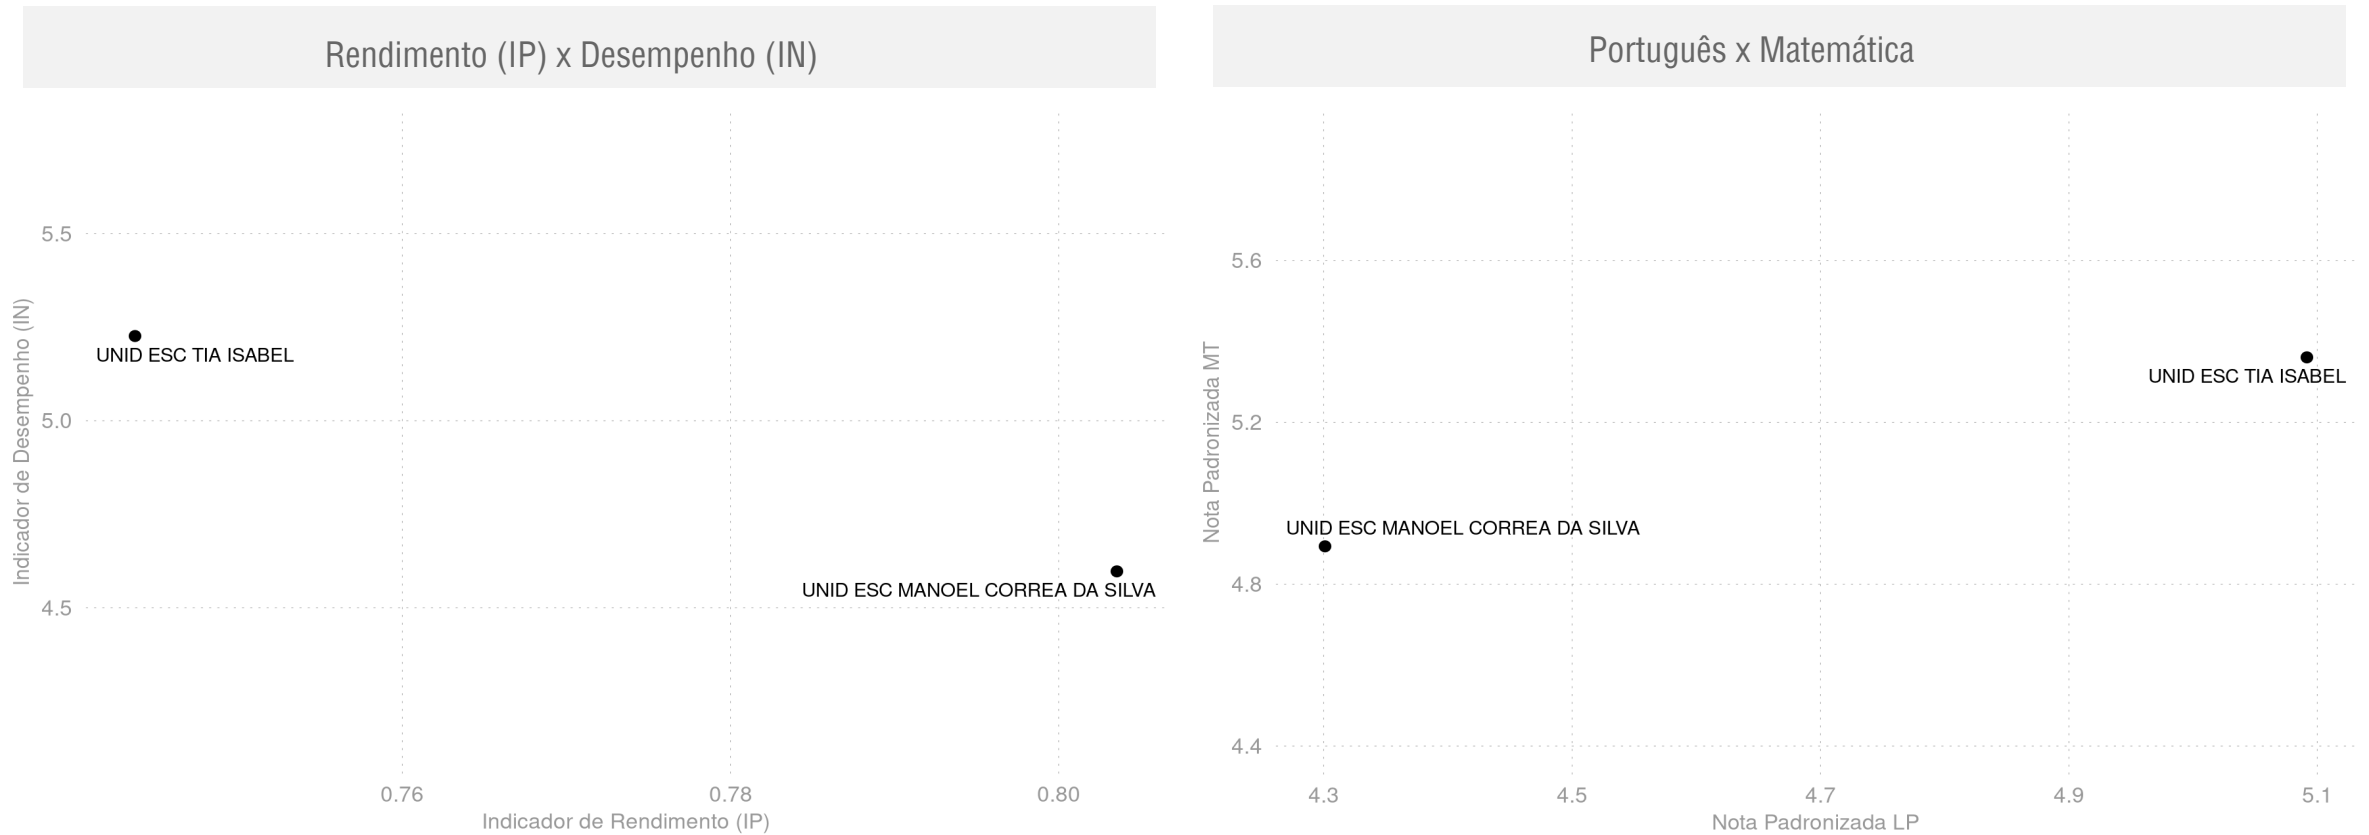 Rendimento (IP) x Desempenho (IN)
Indicador de Desempenho (IN)
5.5
5.0
4.5
UNID ESC TIA ISABEL
UNID ESC MANOEL CORREA DA SILVA
0.76
0.78
0.80
Indicador de Rendimento (IP)
Português x Matemática
Nota Padronizada MT
5.6
5.2
4.8
4.4
UNID ESC TIA ISABEL
UNID ESC MANOEL CORREA DA SILVA
4.3
4.5
4.7
4.9
5.1
Nota Padronizada LP